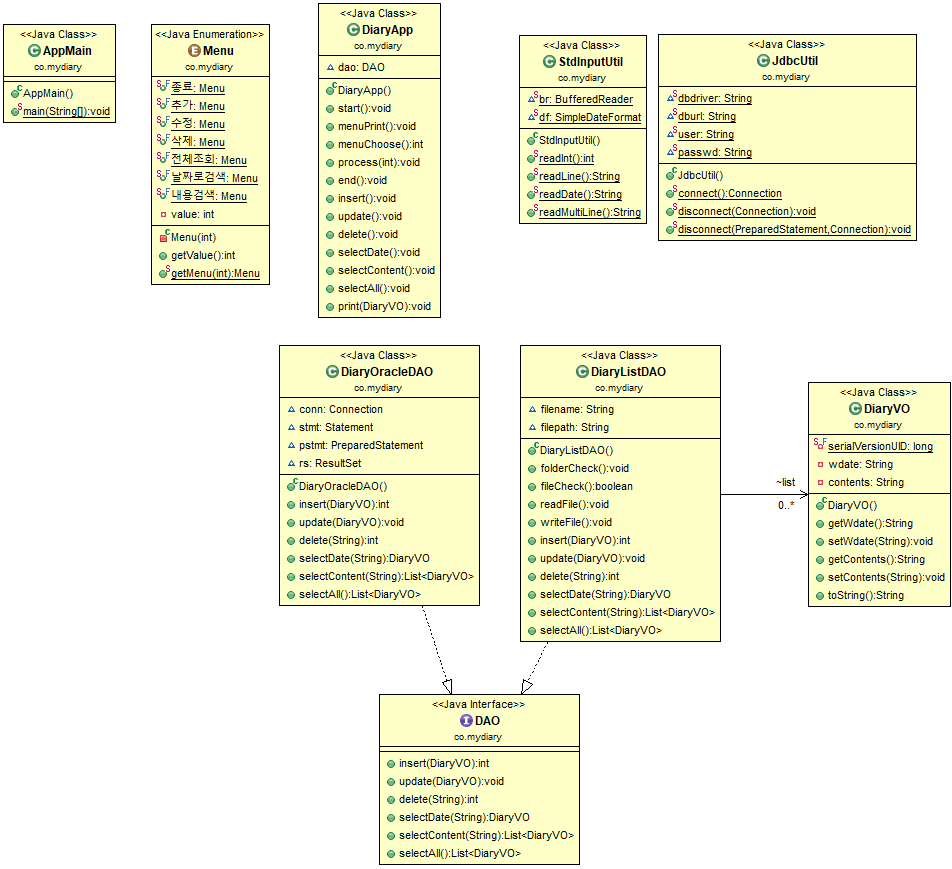 <<Java Class>>
AppMain
co.mydiary
AppMain()
main(String[]):void
<<Java Enumeration>>
Menu
co.mydiary
종료: Menu
추가: Menu
수정: Menu
삭제: Menu
전체조회: Menu
날짜로검색: Menu
내용검색: Menu
value: int
Menu(int)
getValue():int
getMenu(int):Menu
<<Java Class>>
DiaryApp
co.mydiary
dao: DAO
DiaryApp()
start():void
menuPrint():void
menuChoose():int
process(int):void
end():void
insert():void
update():void
delete():void
selectDate():void
selectContent():void
selectAll():void
print(DiaryVO):void
<<Java Class>>
StdInputUtil
co.mydiary
br: BufferedReader
df: SimpleDateFormat
StdInputUtil()
readInt():int
readLine():String
readDate():String
readMultiLine():String
<<Java Class>>
JdbcUtil
co.mydiary
dbdriver: String
dburl: String
user: String
passwd: String
JdbcUtil()
connect():Connection
disconnect(Connection):void
disconnect(PreparedStatement,Connection):void
<<Java Class>>
DiaryOracleDAO
co.mydiary
conn: Connection
stmt: Statement
pstmt: PreparedStatement
rs: ResultSet
DiaryOracleDAO()
insert(DiaryVO):int
update(DiaryVO):void
delete(String):int
selectDate(String):DiaryVO
selectContent(String):List<DiaryVO>
selectAll():List<DiaryVO>
<<Java Class>>
DiaryListDAO
co.mydiary
filename: String
filepath: String
DiaryListDAO()
folderCheck():void
fileCheck():boolean
readFile():void
writeFile():void
insert(DiaryVO):int
update(DiaryVO):void
delete(String):int
selectDate(String):DiaryVO
selectContent(String):List<DiaryVO>
selectAll():List<DiaryVO>
~list
0..*
<<Java Class>>
DiaryVO
co.mydiary
serialVersionUID: long
wdate: String
contents: String
DiaryVO()
getWdate():String
setWdate(String):void
getContents():String
setContents(String):void
toString():String
<<Java Interface>>
DAO
co.mydiary
insert(DiaryVO):int
update(DiaryVO):void
delete(String):int
selectDate(String):DiaryVO
selectContent(String):List<DiaryVO>
selectAll():List<DiaryVO>